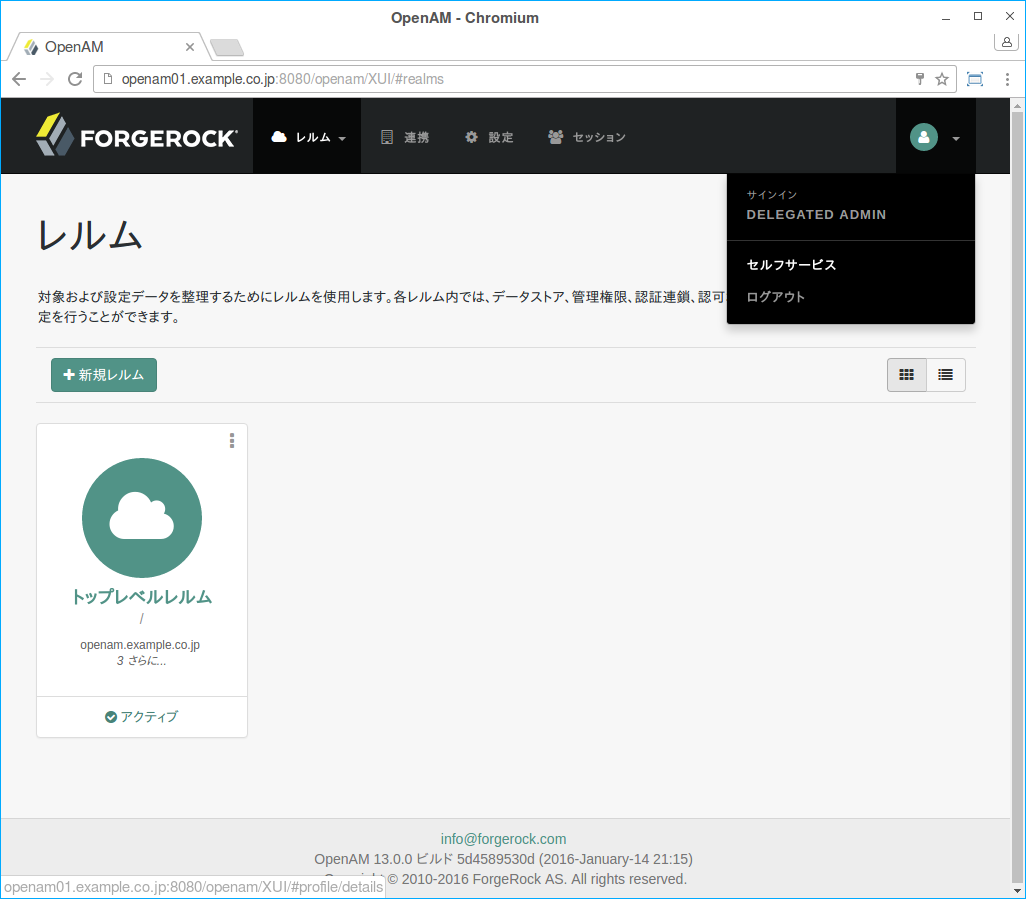 OpenAM - Chromium
OpenAM
openam01.example.co.jp:8080/openam/XUI/#realms
FORGEROCK
レルム
連携
設定
セッション
サインイン
DELEGATED ADMIN
セルフサービス
ログアウト
レルム
対象および設定データを整理するためにレルムを使用します。各レルム内では、データストア、管理権限、認証連鎖、認可
定を行うことができます。
新規レルム
トップレベルレルム
/
openam.example.co.jp
3 さらに...
アクティブ
info@forgerock.com
OpenAM 13.0.0 ビルド 5d4589530d (2016-January-14 21:15)
© 2010-2016 ForgeRock AS. All rights reserved.
openam01.example.co.jp:8080/openam/XUI/#profile/details